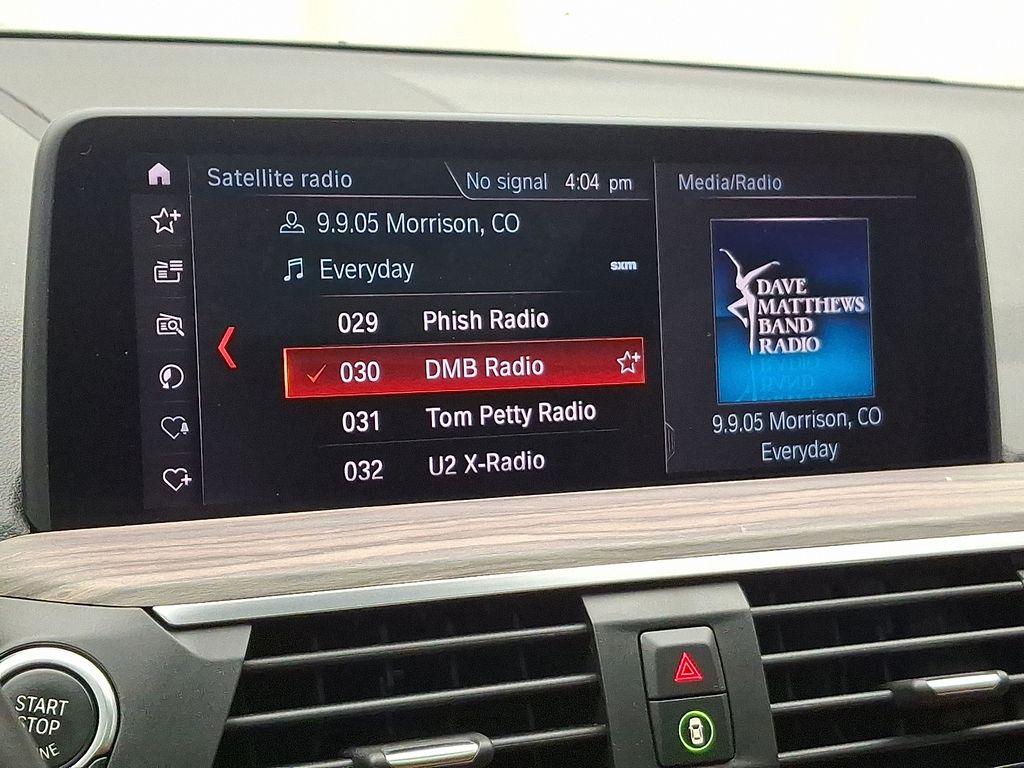 Satellite radio
No signal 4:04 pm
9.9.05 Morrison, CO
Everyday
sxm
029 Phish Radio
030 DMB Radio
031 Tom Petty Radio
032 U2 X-Radio
Media/Radio
DAVE
MATTHEWS
BAND
RADIO
9.9.05 Morrison, CO
Everyday
START
STOP